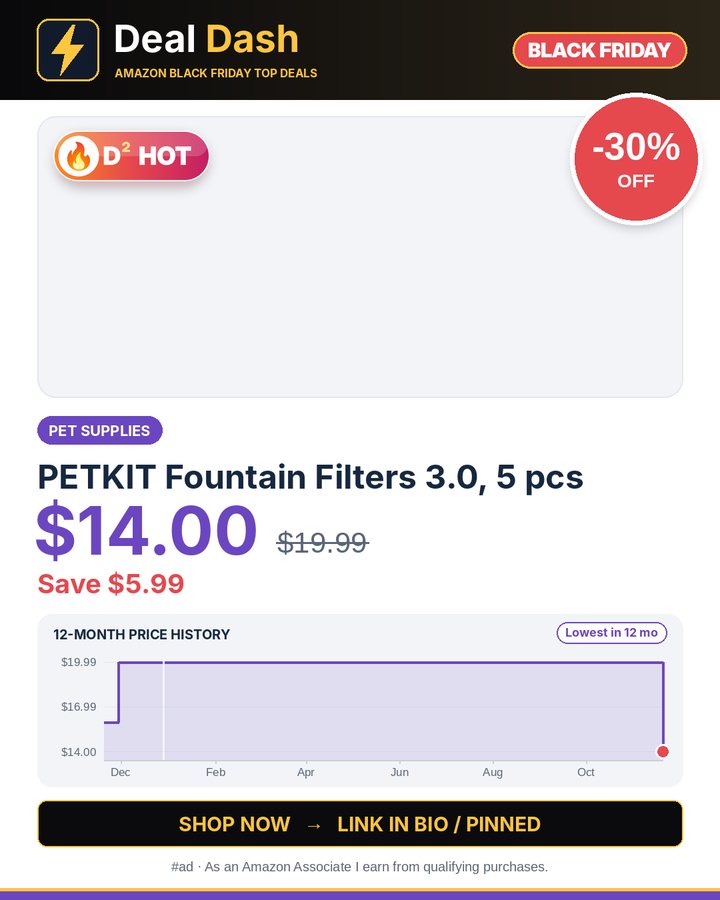 Deal Dash
AMAZON BLACK FRIDAY TOP DEALS
BLACK FRIDAY
D² HOT
-30%
OFF
PET SUPPLIES
PETKIT Fountain Filters 3.0, 5 pcs
$14.00 $19.99
Save $5.99
12-MONTH PRICE HISTORY
Lowest in 12 mo
$19.99
$16.99
$14.00
Dec Feb Apr Jun Aug Oct
SHOP NOW → LINK IN BIO / PINNED
#ad · As an Amazon Associate I earn from qualifying purchases.